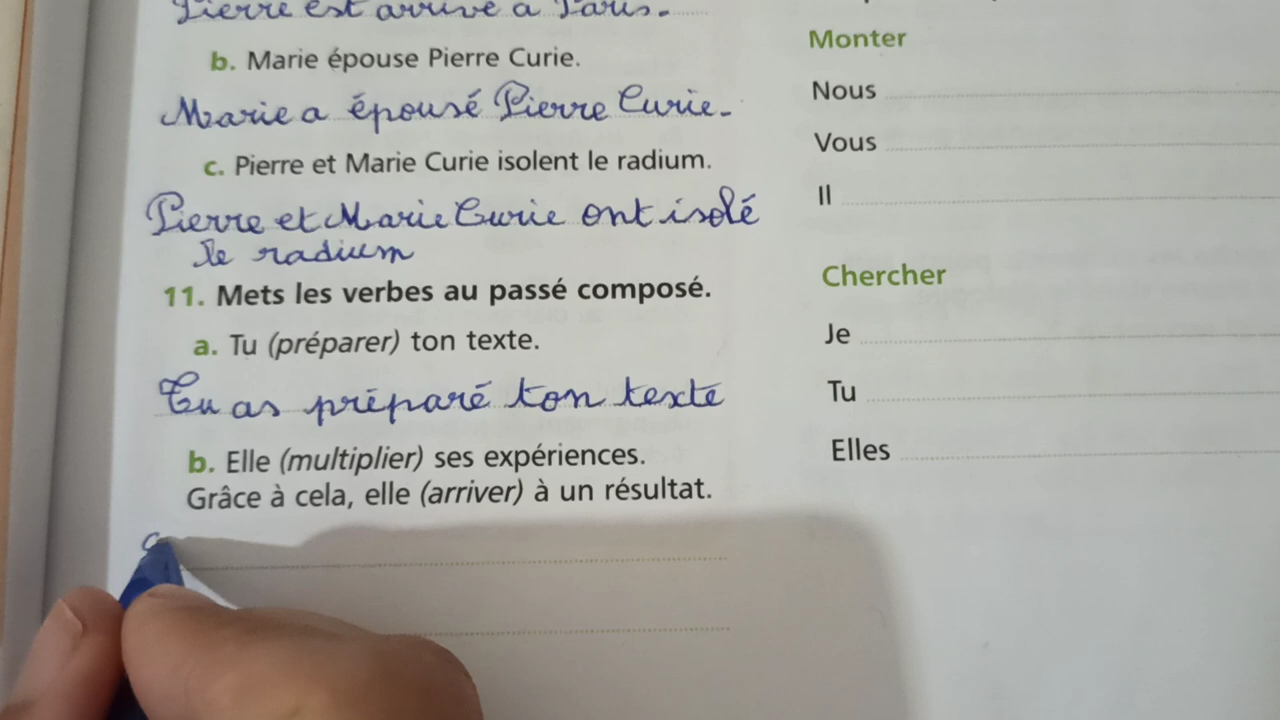 Pierre est arrivé à Paris.
b. Marie épouse Pierre Curie.
Marie a épousé Pierre Curie.
c. Pierre et Marie Curie isolent le radium.
Pierre et Marie Curie ont isolé
le radium
11. Mets les verbes au passé composé.
a. Tu (préparer) ton texte.
Tu as préparé ton texte
b. Elle (multiplier) ses expériences.
Grâce à cela, elle (arriver) à un résultat.
Monter
Nous
Vous
Il
Chercher
Je
Tu
Elles